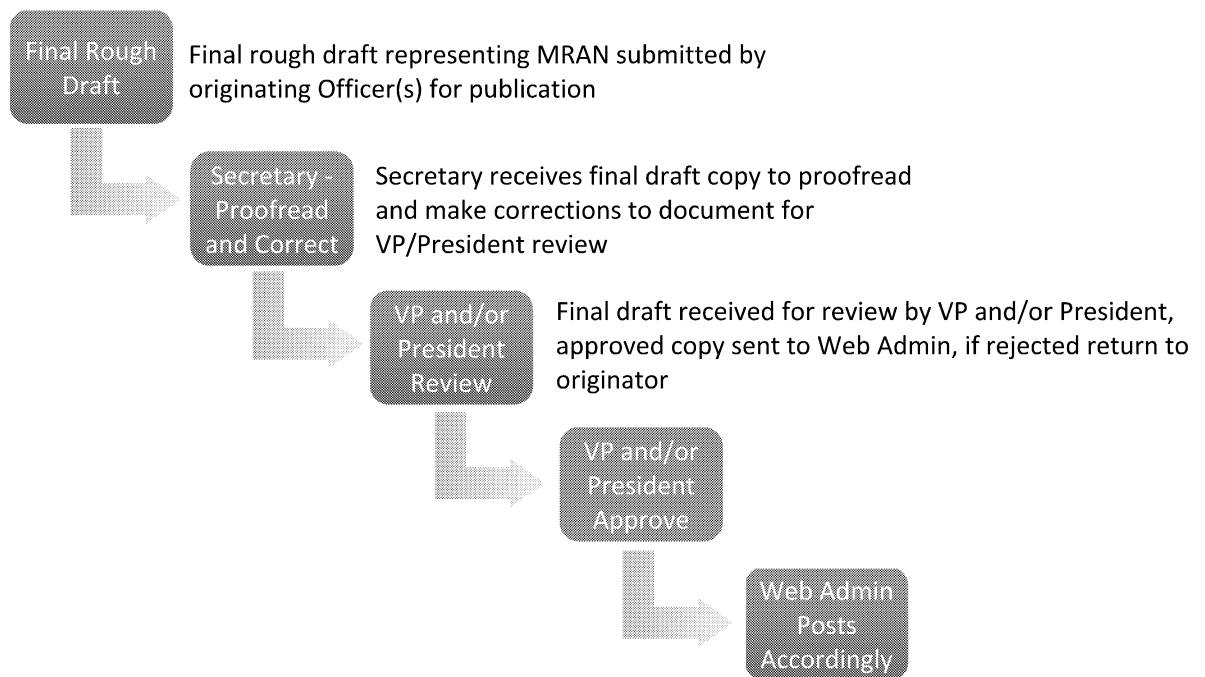 Final Rough
Draft
Final rough draft representing MRAN submitted by
originating Officer(s) for publication
Secretary -
Proofread
and Correct
Secretary receives final draft copy to proofread
and make corrections to document for
VP/President review
VP and/or
President
Review
Final draft received for review by VP and/or President,
approved copy sent to Web Admin, if rejected return to
originator
VP and/or
President
Approve
Web Admin
Posts
Accordingly